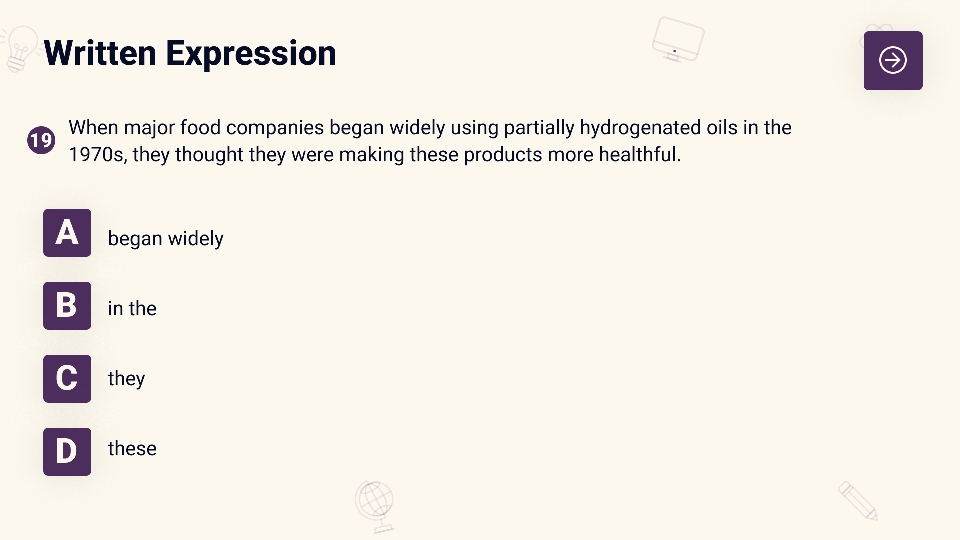 Written Expression
19
When major food companies began widely using partially hydrogenated oils in the
1970s, they thought they were making these products more healthful.
A
began widely
B
in the
C
they
D
these